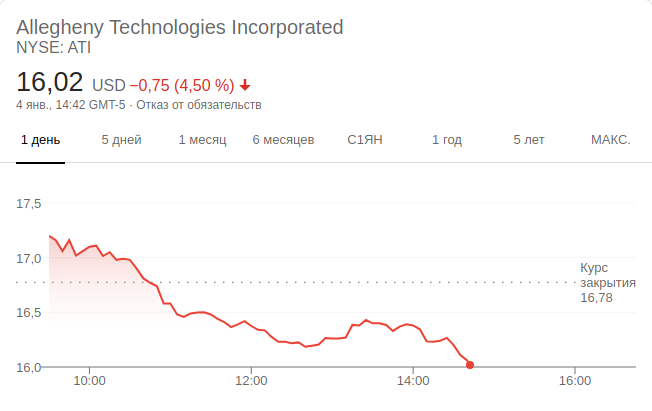 Allegheny Technologies Incorporated
NYSE: ATI
16,02 USD −0,75 (4,50 %)
4 янв., 14:42 GMT-5 · Отказ от обязательств
1 день 5 дней 1 месяц 6 месяцев С1ЯН 1 год 5 лет МАКС.
17,5
17,0
Курс
закрытия
16,78
16,5
16,0
10:00 12:00 14:00 16:00